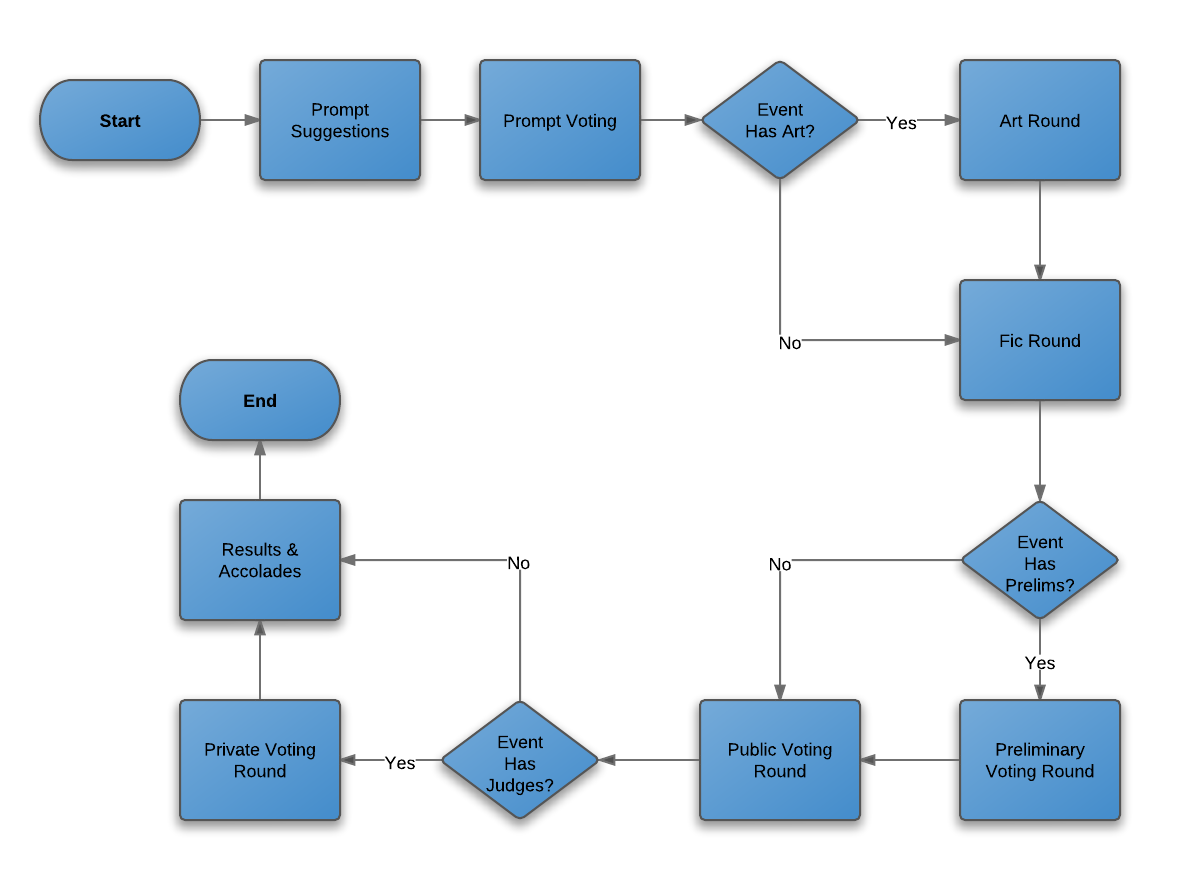 Start
Prompt
Suggestions
Prompt Voting
Event
Has Art?
Yes
Art Round
No
Fic Round
Event
Has
Prelims?
No
Yes
Preliminary
Voting Round
Public Voting
Round
Event
Has
Judges?
No
Yes
Private Voting
Round
Results &
Accolades
End